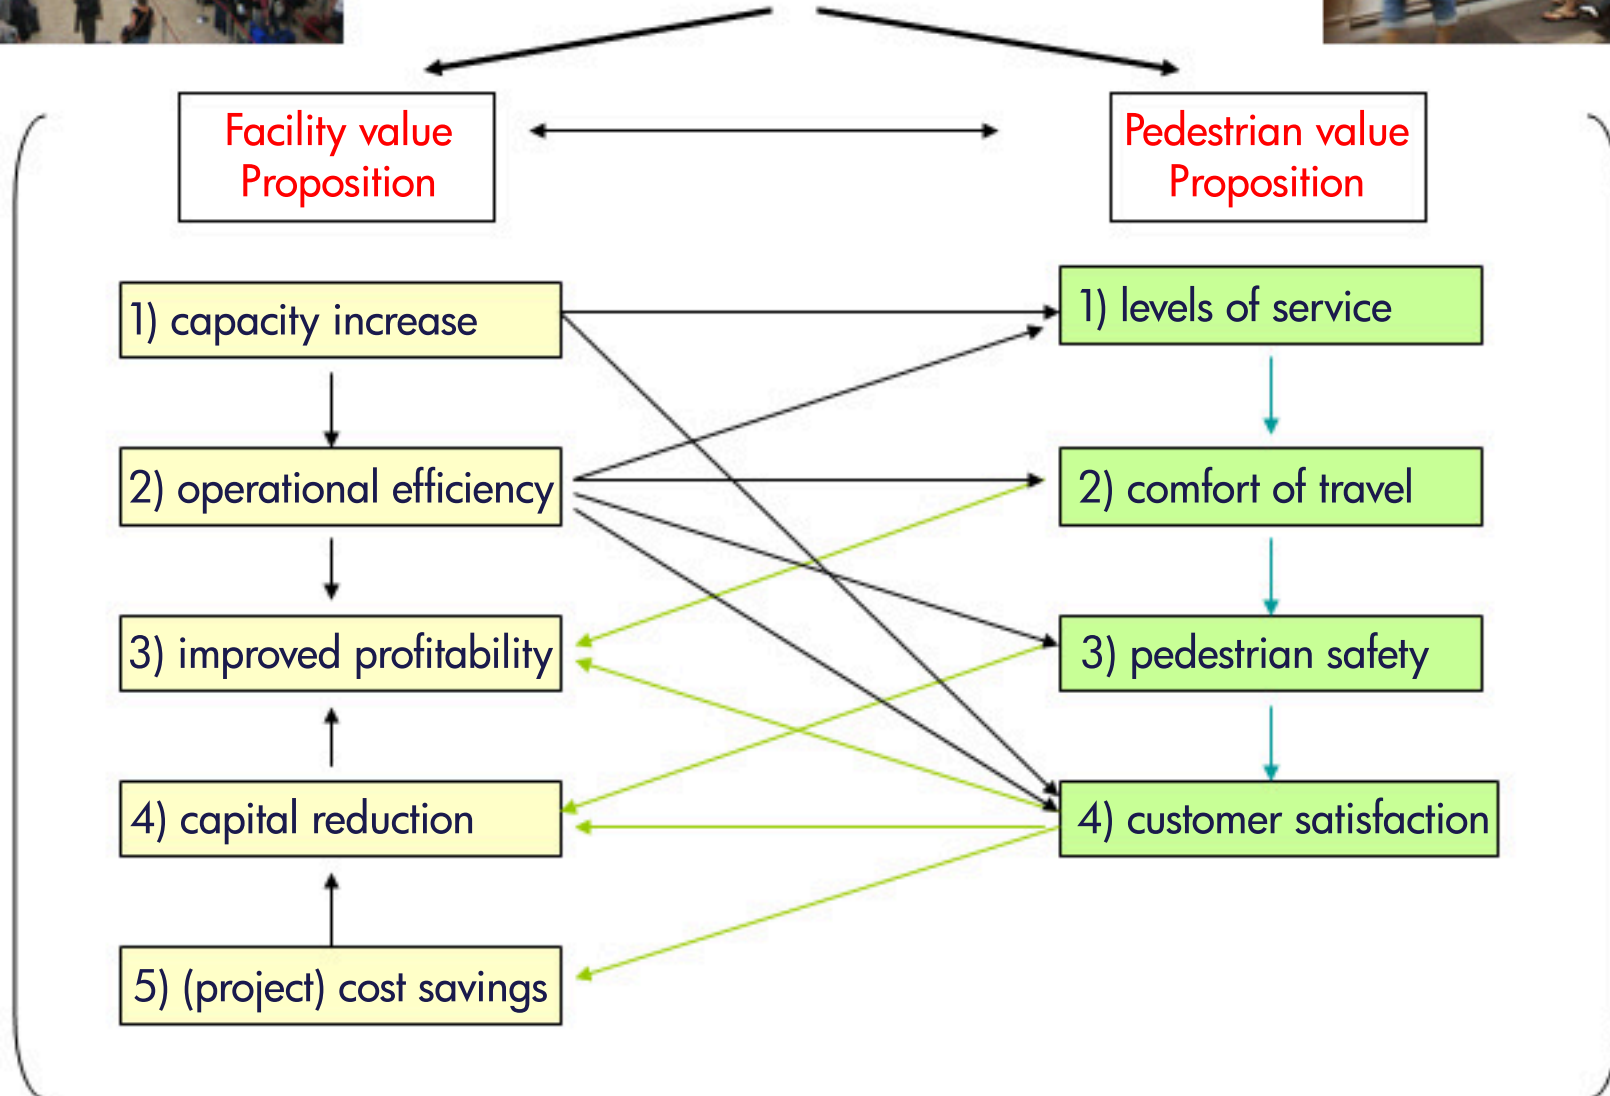 Facility value
Proposition
Pedestrian value
Proposition
1) capacity increase
2) operational efficiency
3) improved profitability
4) capital reduction
5) (project) cost savings
1) levels of service
2) comfort of travel
3) pedestrian safety
4) customer satisfaction